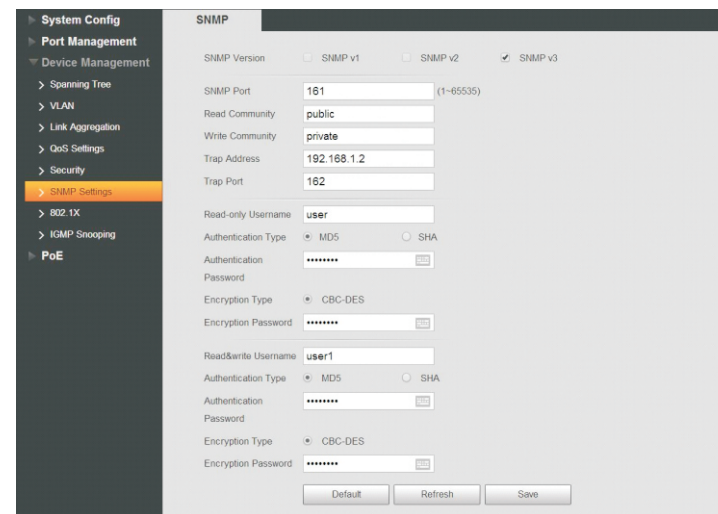 System Config
Port Management
Device Management
Spanning Tree
VLAN
Link Aggregation
QoS Settings
Security
SNMP Settings
802.1X
IGMP Snooping
PoE
SNMP
SNMP Version SNMP v1 SNMP v2 SNMP v3
SNMP Port 161 (1~65535)
Read Community public
Write Community private
Trap Address 192.168.1.2
Trap Port 162
Read-only Username user
Authentication Type MD5 SHA
Authentication
Password ••••••••
Encryption Type CBC-DES
Encryption Password ••••••••
Read&write Username user1
Authentication Type MD5 SHA
Authentication
Password ••••••••
Encryption Type CBC-DES
Encryption Password ••••••••
Default Refresh Save